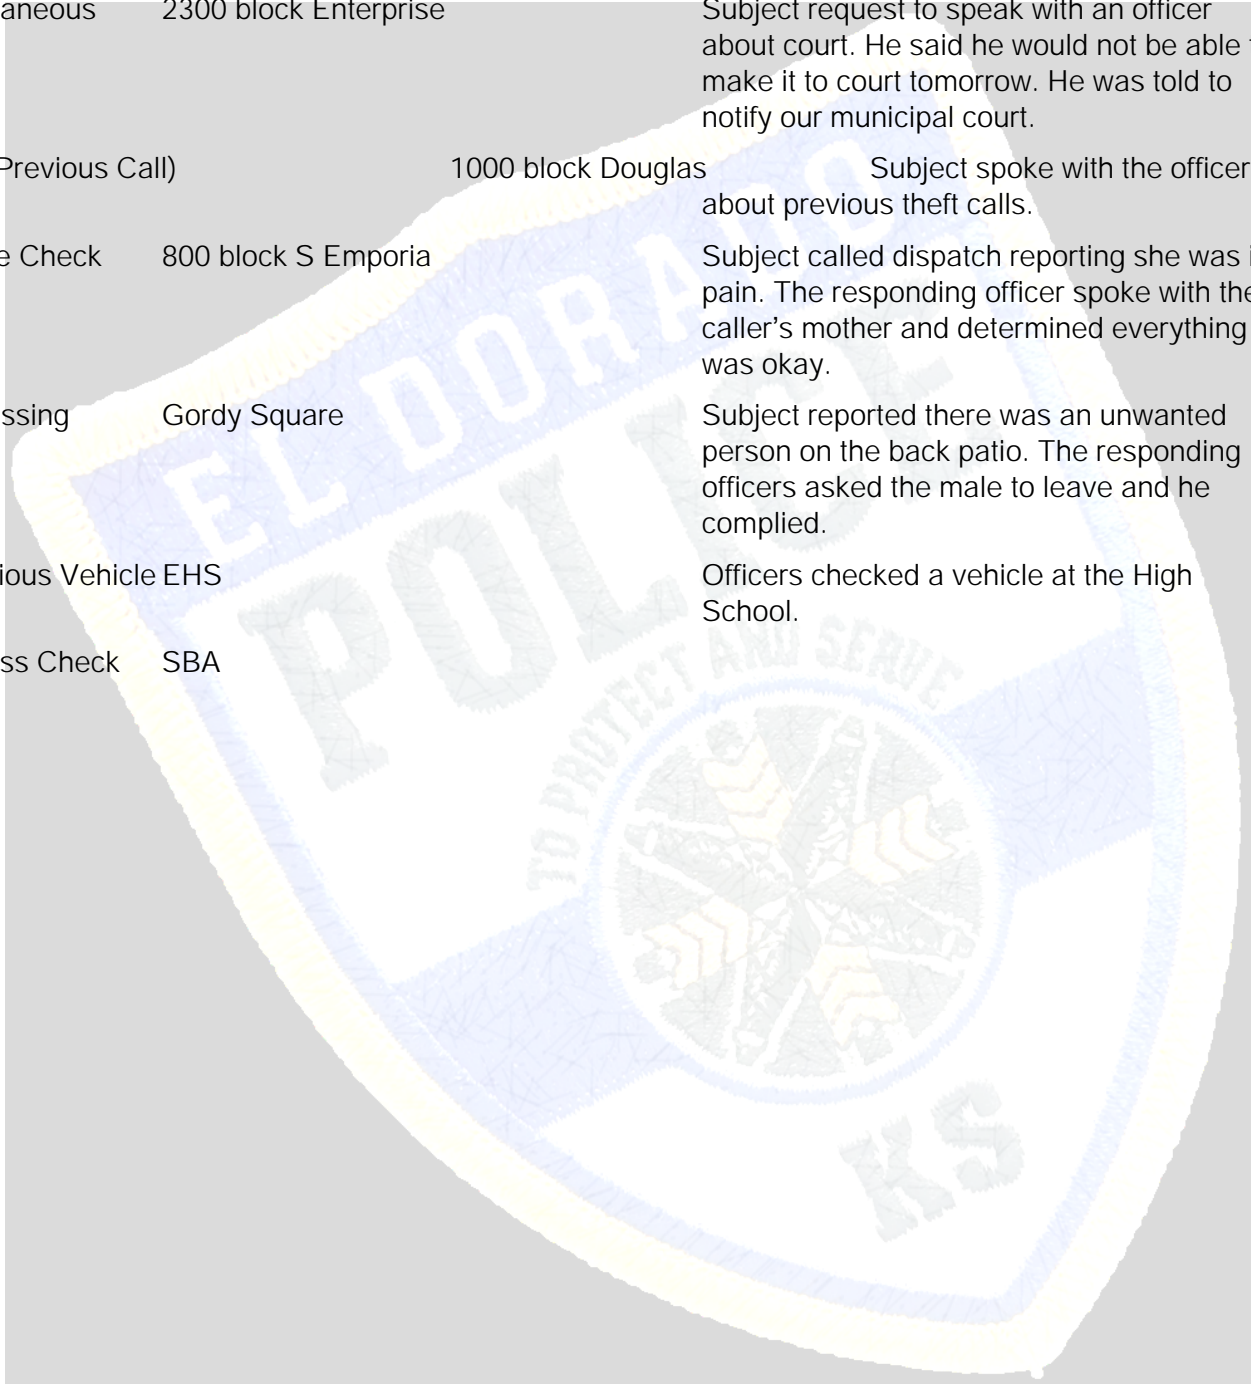 aneous 2300 block Enterprise Subject request to speak with an officer
about court. He said he would not be able
make it to court tomorrow. He was told to
notify our municipal court.
Previous Call) 1000 block Douglas Subject spoke with the officer
about previous theft calls.
e Check 800 block S Emporia Subject called dispatch reporting she was
pain. The responding officer spoke with the
caller’s mother and determined everything
was okay.
ssing Gordy Square Subject reported there was an unwanted
person on the back patio. The responding
officers asked the male to leave and he
complied.
ious Vehicle EHS Officers checked a vehicle at the High
School.
ss Check SBA
EL DORADO
POLICE
TO PROTECT AND SERVE
KS